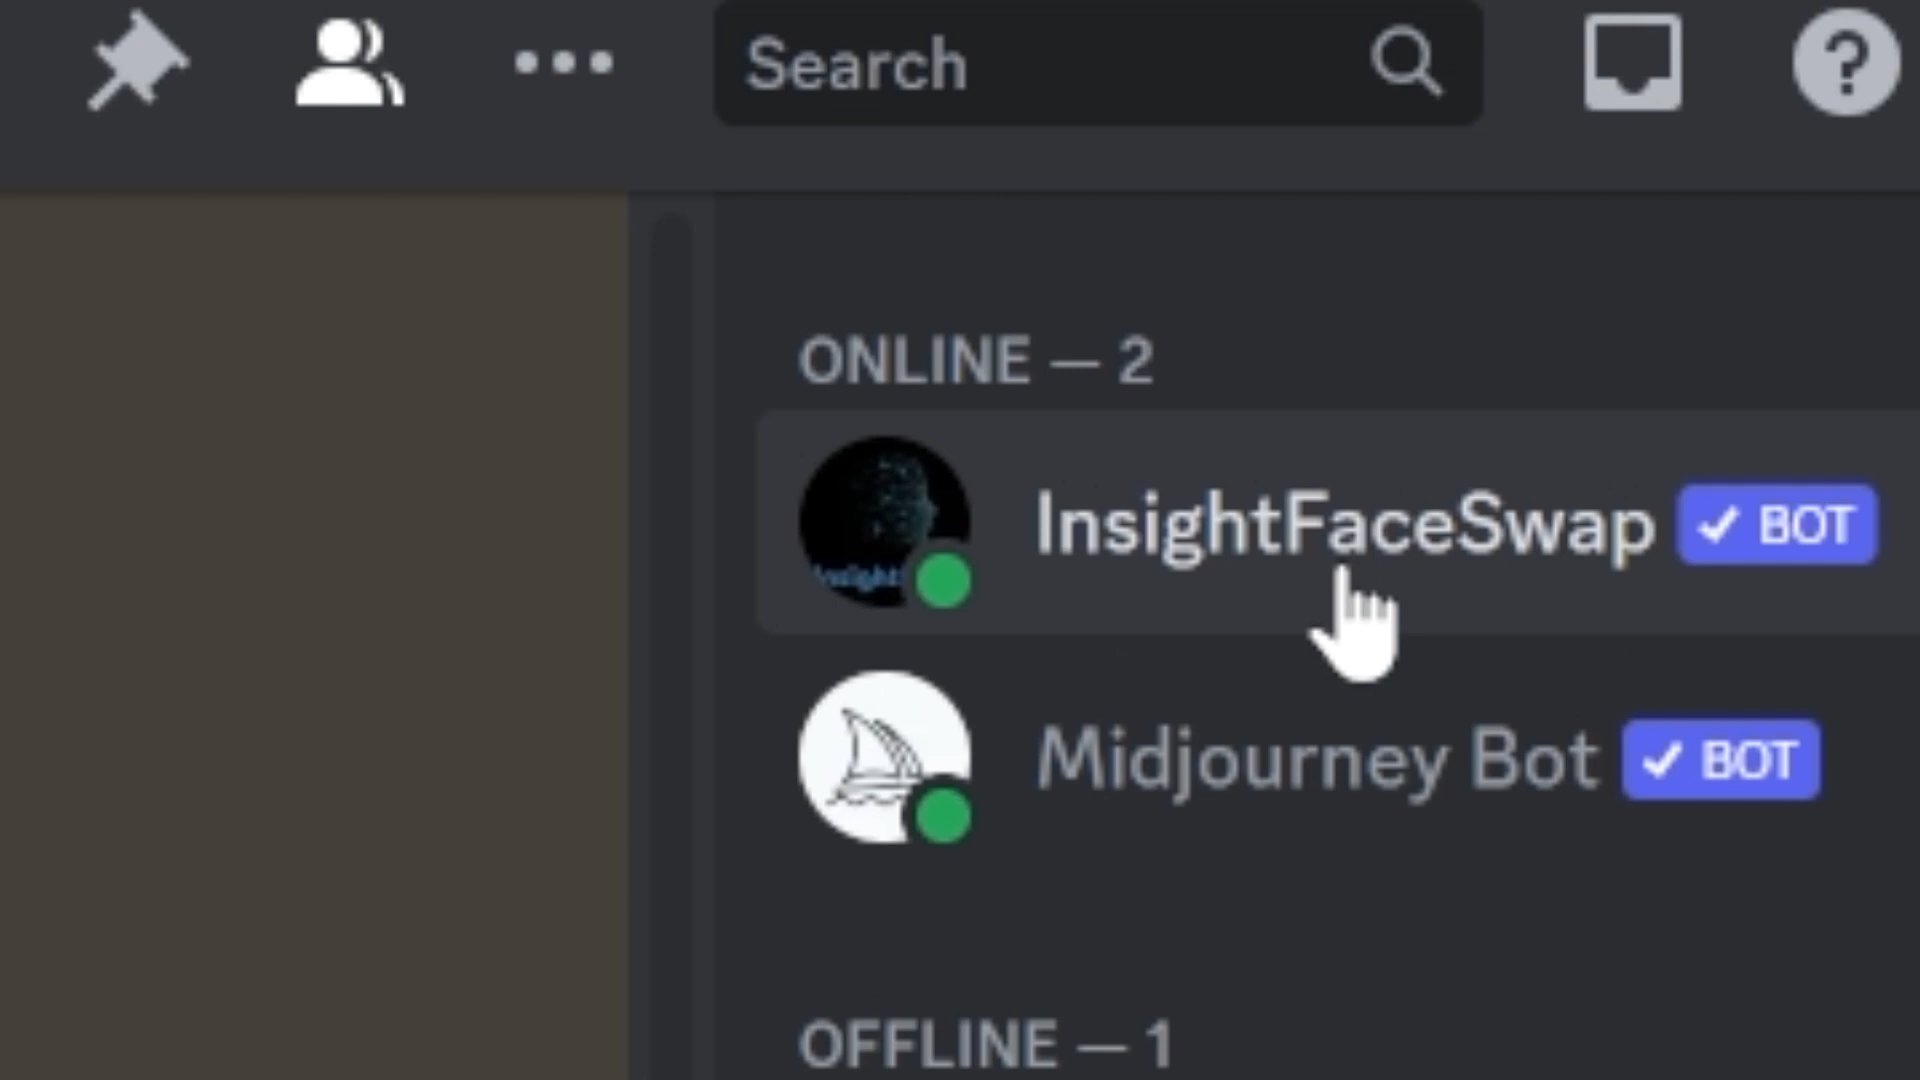 Search
ONLINE — 2
InsightFaceSwap ✓ BOT
Midjourney Bot ✓ BOT
OFFLINE — 1